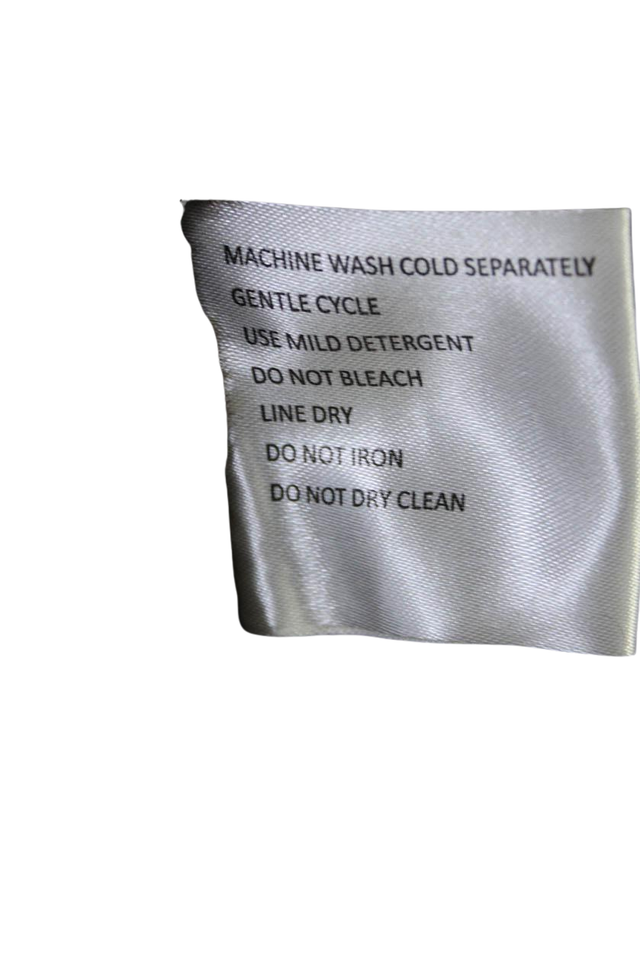 MACHINE WASH COLD SEPARATELY
GENTLE CYCLE
USE MILD DETERGENT
DO NOT BLEACH
LINE DRY
DO NOT IRON
DO NOT DRY CLEAN